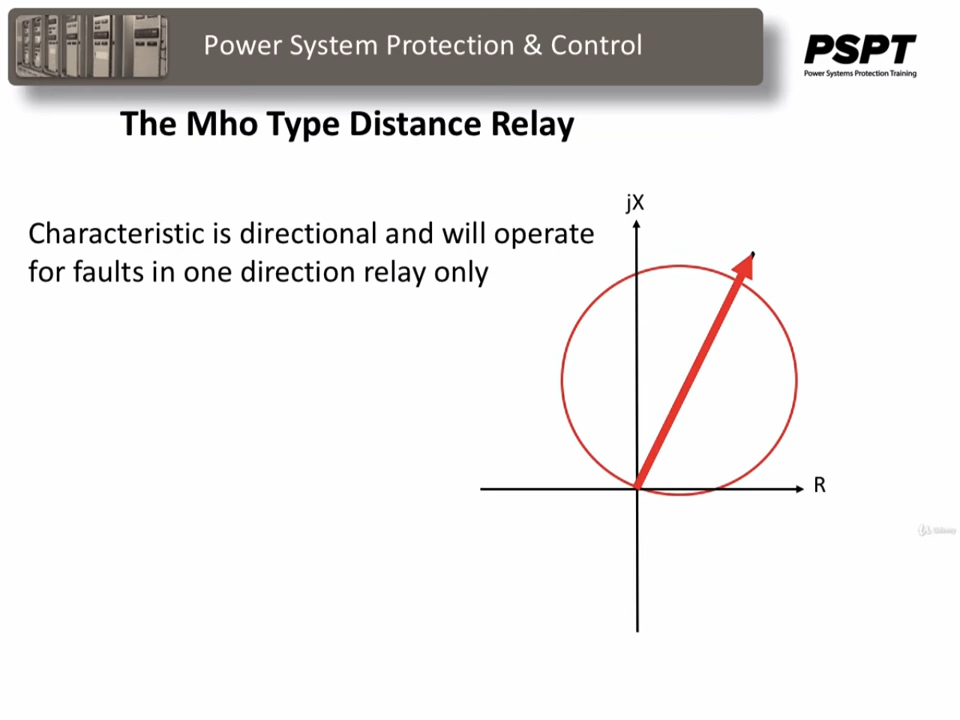 Power System Protection & Control
PSPT
Power Systems Protection Training
The Mho Type Distance Relay
jX
Characteristic is directional and will operate
for faults in one direction relay only
R
Udemy